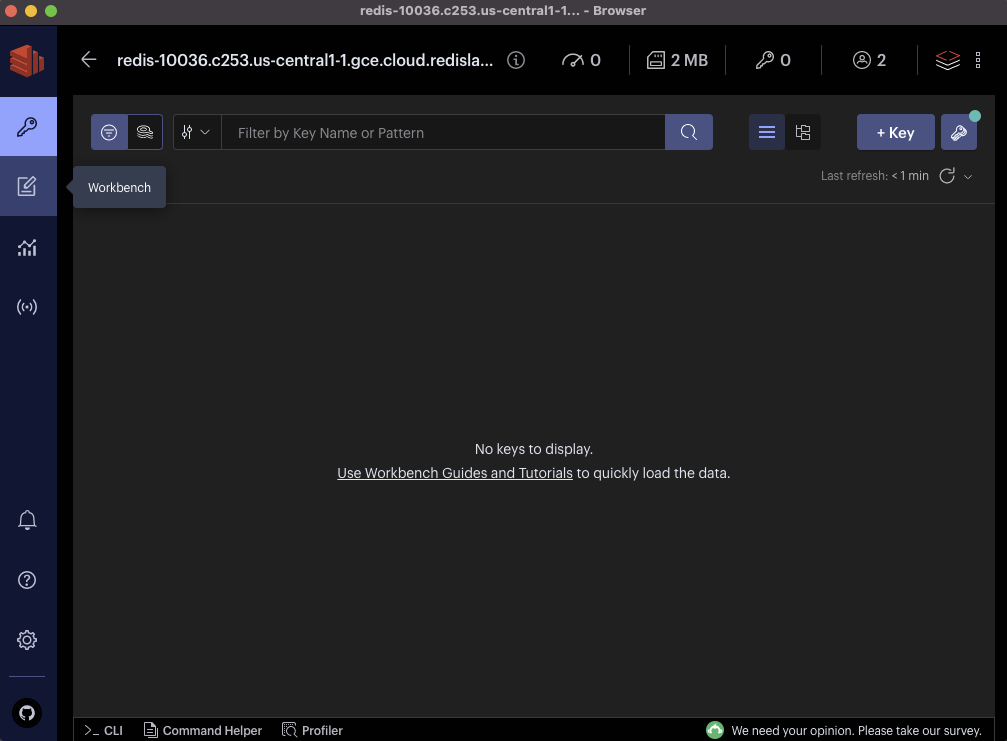 redis-10036.c253.us-central1-1... - Browser
redis-10036.c253.us-central1-1.gce.cloud.redisla...
0
2 MB
0
2
Filter by Key Name or Pattern
+ Key
Last refresh: < 1 min
Workbench
No keys to display.
Use Workbench Guides and Tutorials to quickly load the data.
>_ CLI
Command Helper
Profiler
We need your opinion. Please take our survey.